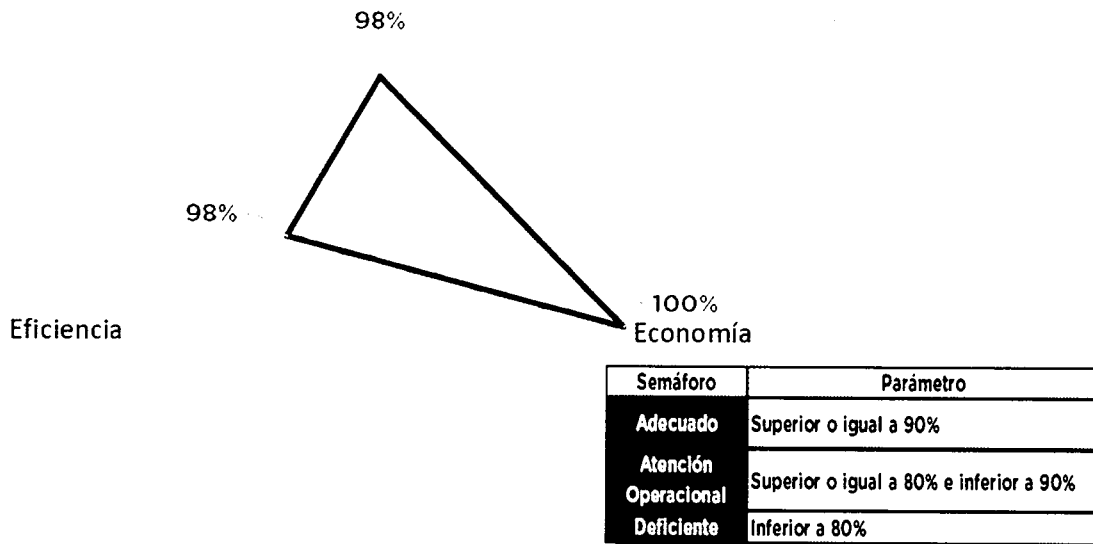 98%
98%
100%
Eficiencia
Economía
Semáforo Parámetro
Adecuado Superior o igual a 90%
Atención
Operacional Superior o igual a 80% e inferior a 90%
Deficiente Inferior a 80%